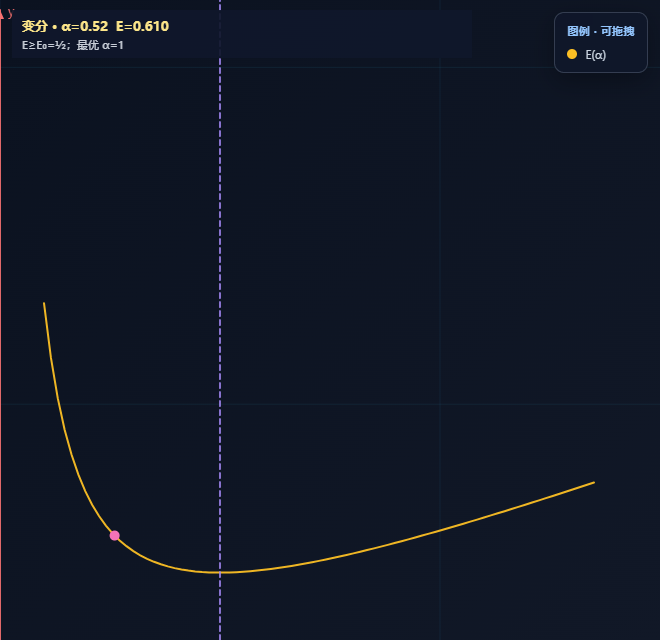 y
变分 • α=0.52 E=0.610
E≥E₀=½；最优 α=1
图例 · 可拖拽
E(α)